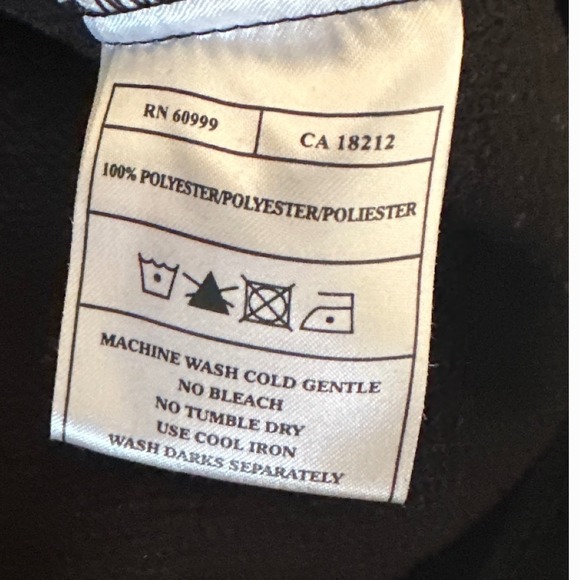 RN 60999
CA 18212
100% POLYESTER/POLYESTER/POLIESTER
MACHINE WASH COLD GENTLE
NO BLEACH
NO TUMBLE DRY
USE COOL IRON
WASH DARKS SEPARATELY